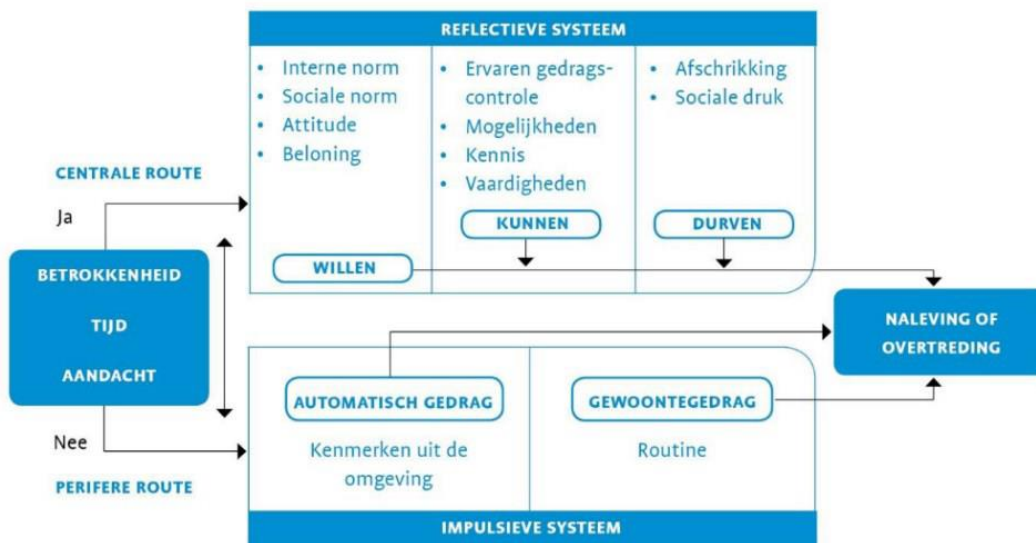 REFLECTIEVE SYSTEEM
• Interne norm
• Sociale norm
• Attitude
• Beloning
• Ervaren gedrags-
controle
• Mogelijkheden
• Kennis
• Vaardigheden
• Afschrikking
• Sociale druk
CENTRALE ROUTE
Ja
KUNNEN
DURVEN
WILLEN
BETROKKENHEID
TIJD
AANDACHT
NALEVING OF
OVERTREDING
AUTOMATISCH GEDRAG
GEWOONTEGEDRAG
Nee
Kenmerken uit de
omgeving
Routine
PERIFERE ROUTE
IMPULSIEVE SYSTEEM